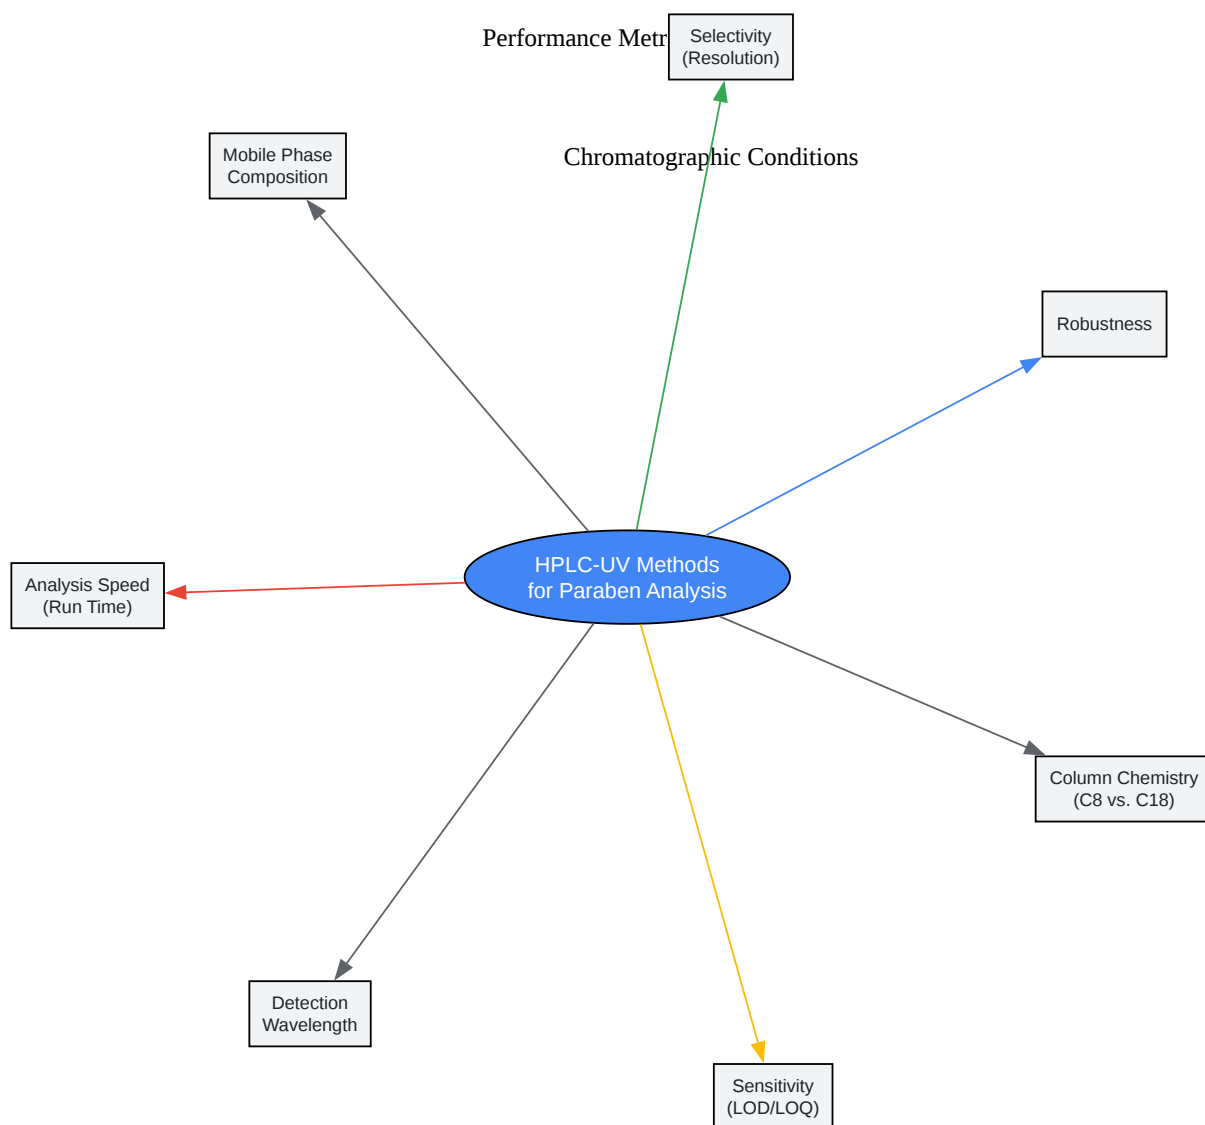 Performance Metr
Selectivity
(Resolution)
Mobile Phase
Composition
Chromatographic Conditions
Robustness
HPLC-UV Methods
for Paraben Analysis
Analysis Speed
(Run Time)
Column Chemistry
(C8 vs. C18)
Detection
Wavelength
Sensitivity
(LOD/LOQ)